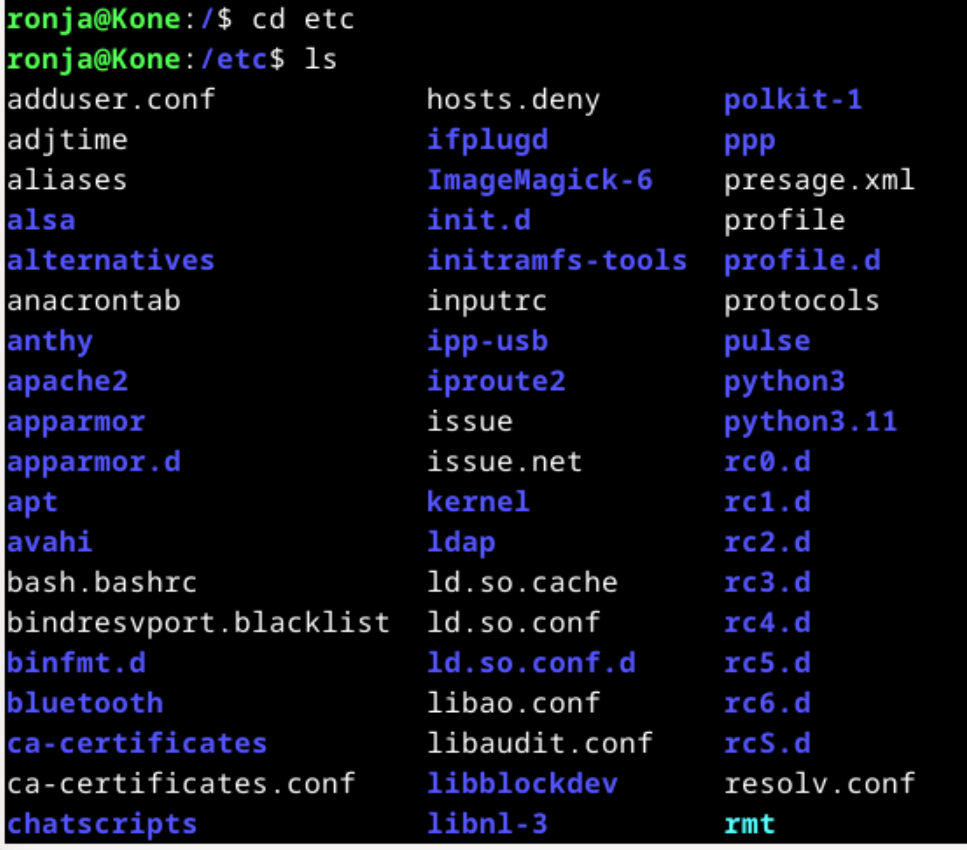 ronja@Kone:/$ cd etc
ronja@Kone:/etc$ ls
adduser.conf hosts.deny polkit-1
adjtime ifplugd ppp
aliases ImageMagick-6 presage.xml
alsa init.d profile
alternatives initramfs-tools profile.d
anacrontab inputrc protocols
anthy ipp-usb pulse
apache2 iproute2 python3
apparmor issue python3.11
apparmor.d issue.net rc0.d
apt kernel rc1.d
avahi ldap rc2.d
bash.bashrc ld.so.cache rc3.d
bindresvport.blacklist ld.so.conf rc4.d
binfmt.d ld.so.conf.d rc5.d
bluetooth libao.conf rc6.d
ca-certificates libaudit.conf rcS.d
ca-certificates.conf libblockdev resolv.conf
chatscripts libnl-3 rmt